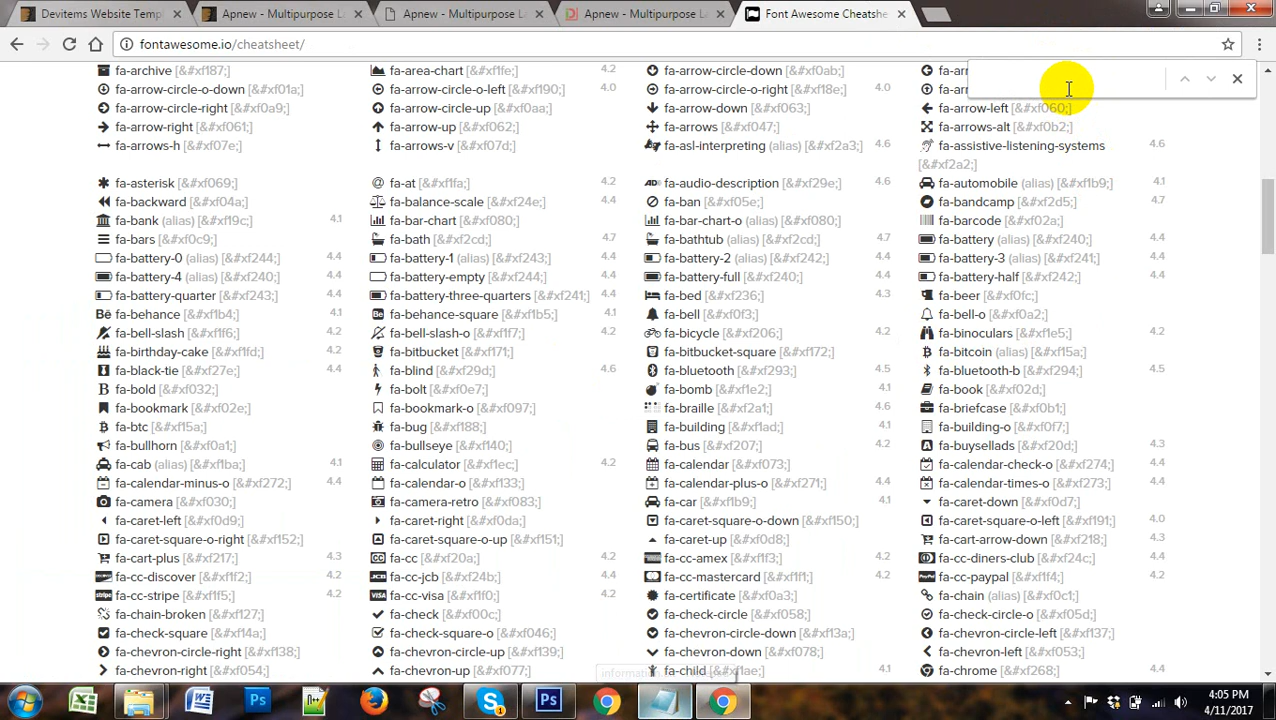 Devitems Website Temp
Apnew - Multipurpose La
Apnew - Multipurpose La
Apnew - Multipurpose La
Font Awesome Cheatshe
fontawesome.io/cheatsheet/
fa-archive [&#xf187;] fa-area-chart [&#xf1fe;] 4.2 fa-arrow-circle-down [&#xf0ab;]
fa-arrow-circle-o-down [&#xf01a;] fa-arrow-circle-o-left [&#xf190;] 4.0 fa-arrow-circle-o-right [&#xf18e;] 4.0
fa-arrow-circle-right [&#xf0a9;] fa-arrow-circle-up [&#xf0aa;] fa-arrow-down [&#xf063;] fa-arrow-left [&#xf060;]
fa-arrow-right [&#xf061;] fa-arrow-up [&#xf062;] fa-arrows [&#xf047;] fa-arrows-alt [&#xf0b2;]
fa-arrows-h [&#xf07e;] fa-arrows-v [&#xf07d;] fa-asl-interpreting (alias) [&#xf2a3;] 4.6 fa-assistive-listening-systems 4.6
[&#xf2a2;]
fa-asterisk [&#xf069;] fa-at [&#xf1fa;] 4.2 fa-audio-description [&#xf29e;] 4.6 fa-automobile (alias) [&#xf1b9;] 4.1
fa-backward [&#xf04a;] fa-balance-scale [&#xf24e;] 4.4 fa-ban [&#xf05e;] fa-bandcamp [&#xf2d5;] 4.7
fa-bank (alias) [&#xf19c;] 4.1 fa-bar-chart [&#xf080;] fa-bar-chart-o (alias) [&#xf080;] fa-barcode [&#xf02a;]
fa-bars [&#xf0c9;] fa-bath [&#xf2cd;] 4.7 fa-bathtub (alias) [&#xf2cd;] 4.7 fa-battery (alias) [&#xf240;] 4.4
fa-battery-0 (alias) [&#xf244;] 4.4 fa-battery-1 (alias) [&#xf243;] 4.4 fa-battery-2 (alias) [&#xf242;] 4.4 fa-battery-3 (alias) [&#xf241;] 4.4
fa-battery-4 (alias) [&#xf240;] 4.4 fa-battery-empty [&#xf244;] 4.4 fa-battery-full [&#xf240;] 4.4 fa-battery-half [&#xf242;] 4.4
fa-battery-quarter [&#xf243;] 4.4 fa-battery-three-quarters [&#xf241;] 4.4 fa-bed [&#xf236;] 4.3 fa-beer [&#xf0fc;]
fa-behance [&#xf1b4;] 4.1 fa-behance-square [&#xf1b5;] 4.1 fa-bell [&#xf0f3;] fa-bell-o [&#xf0a2;]
fa-bell-slash [&#xf1f6;] 4.2 fa-bell-slash-o [&#xf1f7;] 4.2 fa-bicycle [&#xf206;] 4.2 fa-binoculars [&#xf1e5;] 4.2
fa-birthday-cake [&#xf1fd;] 4.2 fa-bitbucket [&#xf171;] fa-bitbucket-square [&#xf172;] fa-bitcoin (alias) [&#xf15a;]
fa-black-tie [&#xf27e;] 4.4 fa-blind [&#xf29d;] 4.6 fa-bluetooth [&#xf293;] 4.5 fa-bluetooth-b [&#xf294;] 4.5
fa-bold [&#xf032;] fa-bolt [&#xf0e7;] fa-bomb [&#xf1e2;] 4.1 fa-book [&#xf02d;]
fa-bookmark [&#xf02e;] fa-bookmark-o [&#xf097;] fa-braille [&#xf2a1;] 4.6 fa-briefcase [&#xf0b1;]
fa-btc [&#xf15a;] fa-bug [&#xf188;] fa-building [&#xf1ad;] 4.1 fa-building-o [&#xf0f7;]
fa-bullhorn [&#xf0a1;] fa-bullseye [&#xf140;] fa-bus [&#xf207;] 4.2 fa-buysellads [&#xf20d;] 4.3
fa-cab (alias) [&#xf1ba;] 4.1 fa-calculator [&#xf1ec;] 4.2 fa-calendar [&#xf073;] fa-calendar-check-o [&#xf274;] 4.4
fa-calendar-minus-o [&#xf272;] 4.4 fa-calendar-o [&#xf133;] fa-calendar-plus-o [&#xf271;] 4.4 fa-calendar-times-o [&#xf273;] 4.4
fa-camera [&#xf030;] fa-camera-retro [&#xf083;] fa-car [&#xf1b9;] 4.1 fa-caret-down [&#xf0d7;]
fa-caret-left [&#xf0d9;] fa-caret-right [&#xf0da;] fa-caret-square-o-down [&#xf150;] fa-caret-square-o-left [&#xf191;] 4.0
fa-caret-square-o-right [&#xf152;] fa-caret-square-o-up [&#xf151;] fa-caret-up [&#xf0d8;] fa-cart-arrow-down [&#xf218;] 4.3
fa-cart-plus [&#xf217;] 4.3 fa-cc [&#xf20a;] 4.2 fa-cc-amex [&#xf1f3;] 4.2 fa-cc-diners-club [&#xf24c;] 4.4
fa-cc-discover [&#xf1f2;] 4.2 fa-cc-jcb [&#xf24b;] 4.4 fa-cc-mastercard [&#xf1f1;] 4.2 fa-cc-paypal [&#xf1f4;] 4.2
fa-cc-stripe [&#xf1f5;] 4.2 fa-cc-visa [&#xf1f0;] 4.2 fa-certificate [&#xf0a3;] fa-chain (alias) [&#xf0c1;]
fa-chain-broken [&#xf127;] fa-check [&#xf00c;] fa-check-circle [&#xf058;] fa-check-circle-o [&#xf05d;]
fa-check-square [&#xf14a;] fa-check-square-o [&#xf046;] fa-chevron-circle-down [&#xf13a;] fa-chevron-circle-left [&#xf137;]
fa-chevron-circle-right [&#xf138;] fa-chevron-circle-up [&#xf139;] fa-chevron-down [&#xf078;] fa-chevron-left [&#xf053;]
fa-chevron-right [&#xf054;] fa-chevron-up [&#xf077;] fa-child [&#xf1ae;] 4.1 fa-chrome [&#xf268;] 4.4
4:05 PM
4/11/2017